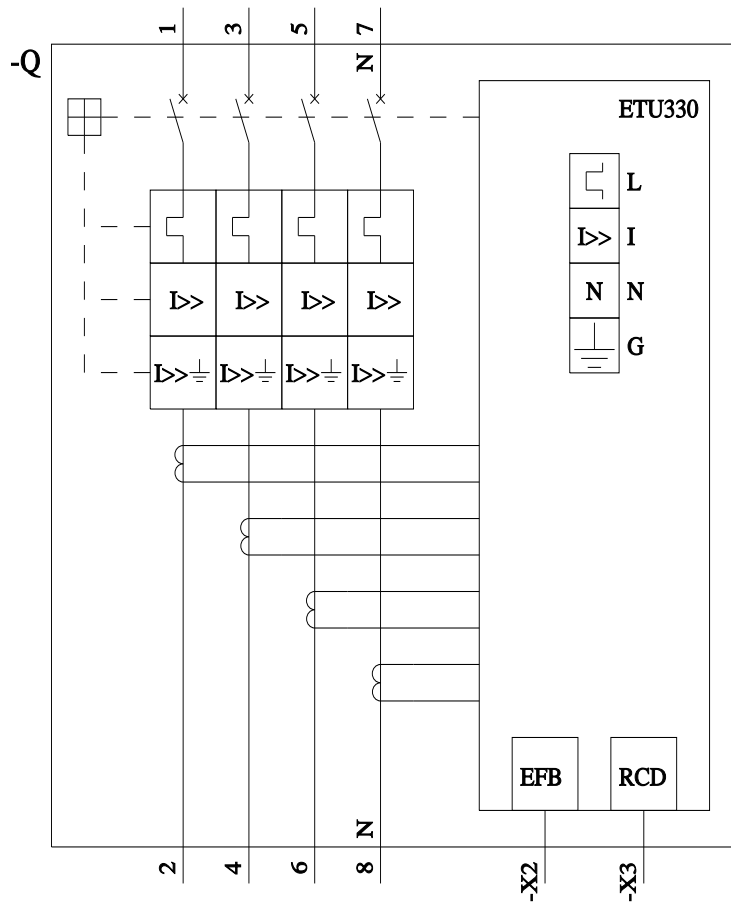 1 3 5 7
-Q
N
ETU330
L
I>> I
N N
G
I>> I>> I>> I>>
I>> I>> I>> I>>
EFB RCD
N
2 4 6 8
-X2 -X3